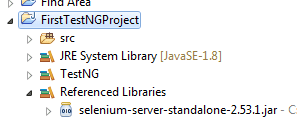 Find Area
FirstTestNGProject
src
JRE System Library [JavaSE-1.8]
TestNG
Referenced Libraries
selenium-server-standalone-2.53.1.jar - C